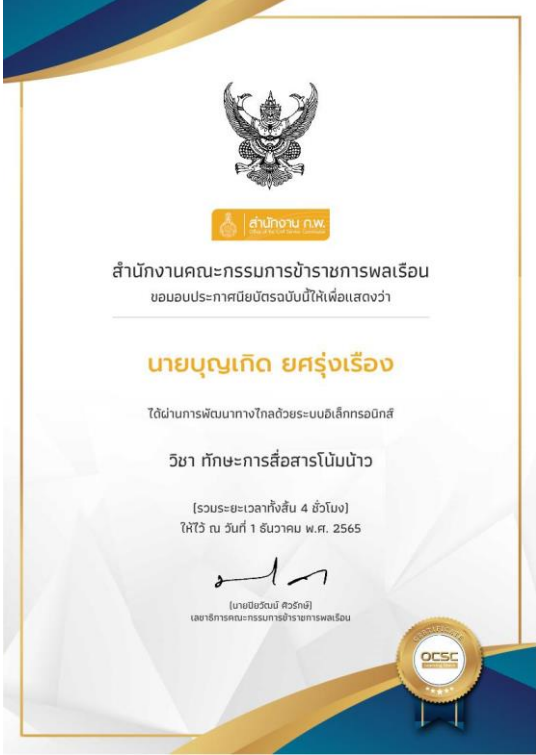 สำนักงาน ก.พ.
Office of the Civil Service Commission
สำนักงานคณะกรรมการข้าราชการพลเรือน
ขอมอบประกาศนียบัตรฉบับนี้ให้เพื่อแสดงว่า
นายบุญเกิด ยศรุ่งเรือง
ได้ผ่านการพัฒนาทางไกลด้วยระบบอิเล็กทรอนิกส์
วิชา ทักษะการสื่อสารโน้มน้าว
(รวมระยะเวลาทั้งสิ้น 4 ชั่วโมง)
ให้ไว้ ณ วันที่ 1 ธันวาคม พ.ศ. 2565
(นายปิยวัฒน์ ศิวรักษ์)
เลขาธิการคณะกรรมการข้าราชการพลเรือน
CERTIFICATE
OCSC